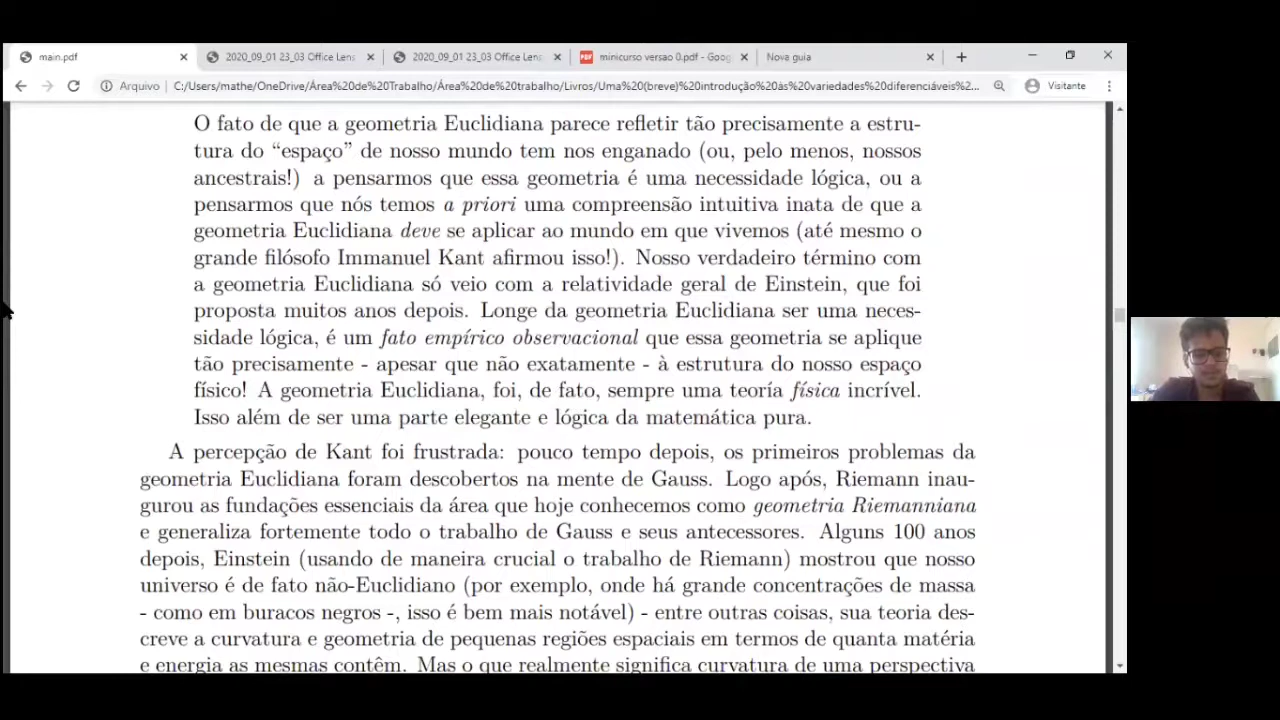 main.pdf
2020_09_01 23_03 Office Lens
2020_09_01 23_03 Office Lens
minicurso versao 0.pdf - Goog
Nova guia
Arquivo
C:/Users/mathe/OneDrive/Área%20de%20Trabalho/Área%20de%20trabalho/Livros/Uma%20(breve)%20introdução%20às%20variedades%20diferenciáveis%2...
Visitante
O fato de que a geometria Euclidiana parece refletir tão precisamente a estru-
tura do “espaço” de nosso mundo tem nos enganado (ou, pelo menos, nossos
ancestrais!) a pensarmos que essa geometria é uma necessidade lógica, ou a
pensarmos que nós temos a priori uma compreensão intuitiva inata de que a
geometria Euclidiana deve se aplicar ao mundo em que vivemos (até mesmo o
grande filósofo Immanuel Kant afirmou isso!). Nosso verdadeiro término com
a geometria Euclidiana só veio com a relatividade geral de Einstein, que foi
proposta muitos anos depois. Longe da geometria Euclidiana ser uma neces-
sidade lógica, é um fato empírico observacional que essa geometria se aplique
tão precisamente - apesar que não exatamente - à estrutura do nosso espaço
físico! A geometria Euclidiana, foi, de fato, sempre uma teoría física incrível.
Isso além de ser uma parte elegante e lógica da matemática pura.
A percepção de Kant foi frustrada: pouco tempo depois, os primeiros problemas da
geometria Euclidiana foram descobertos na mente de Gauss. Logo após, Riemann inau-
gurou as fundações essenciais da área que hoje conhecemos como geometria Riemanniana
e generaliza fortemente todo o trabalho de Gauss e seus antecessores. Alguns 100 anos
depois, Einstein (usando de maneira crucial o trabalho de Riemann) mostrou que nosso
universo é de fato não-Euclidiano (por exemplo, onde há grande concentrações de massa
- como em buracos negros -, isso é bem mais notável) - entre outras coisas, sua teoria des-
creve a curvatura e geometria de pequenas regiões espaciais em termos de quanta matéria
e energia as mesmas contêm. Mas o que realmente significa curvatura de uma perspectiva